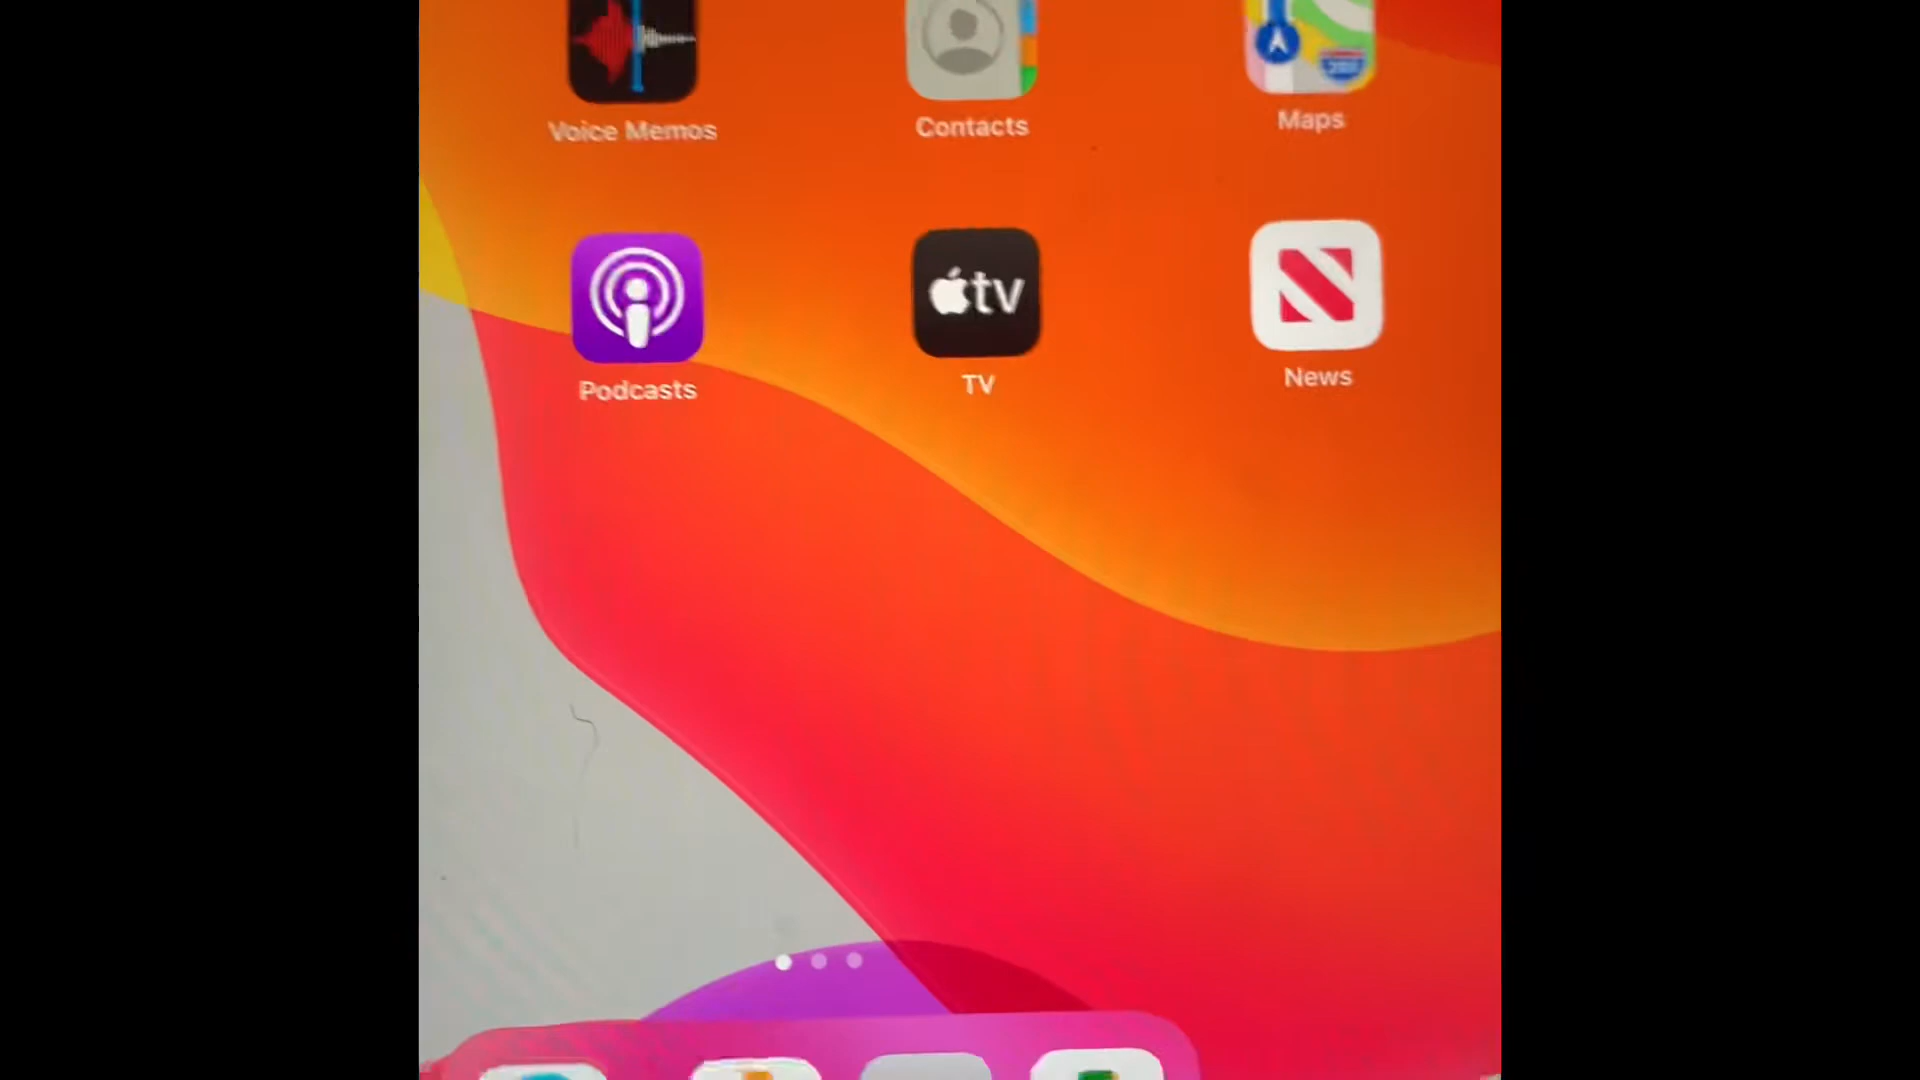 Voice Memos
Contacts
Maps
tv
Podcasts
TV
News